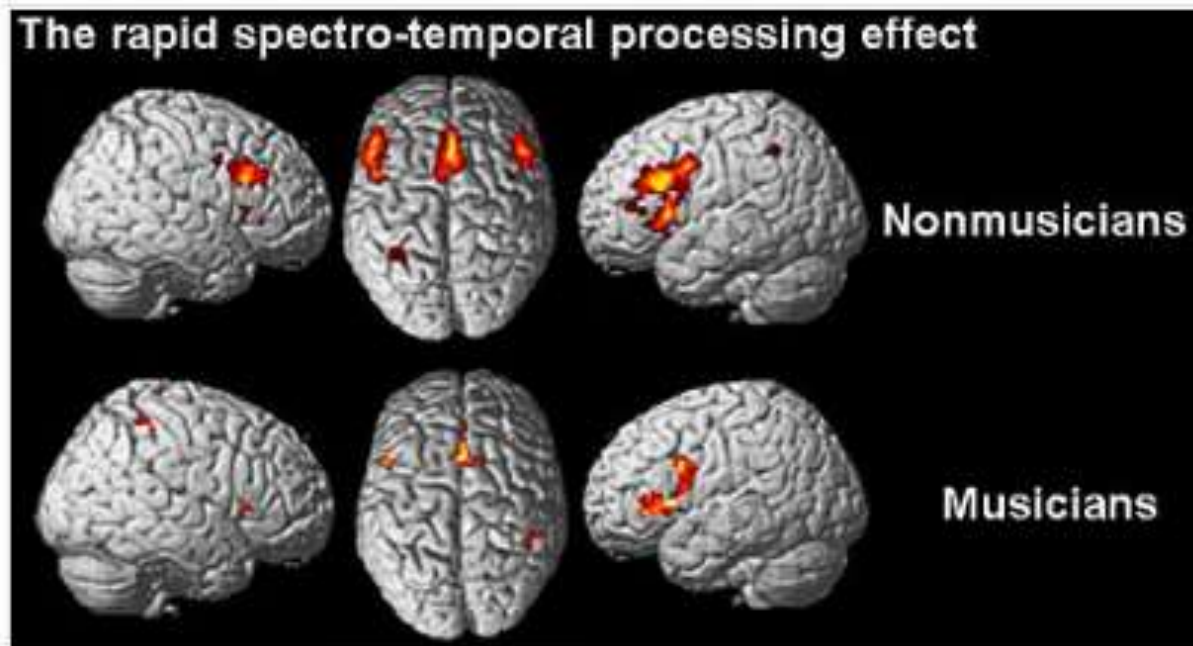 The rapid spectro-temporal processing effect
Nonmusicians
Musicians